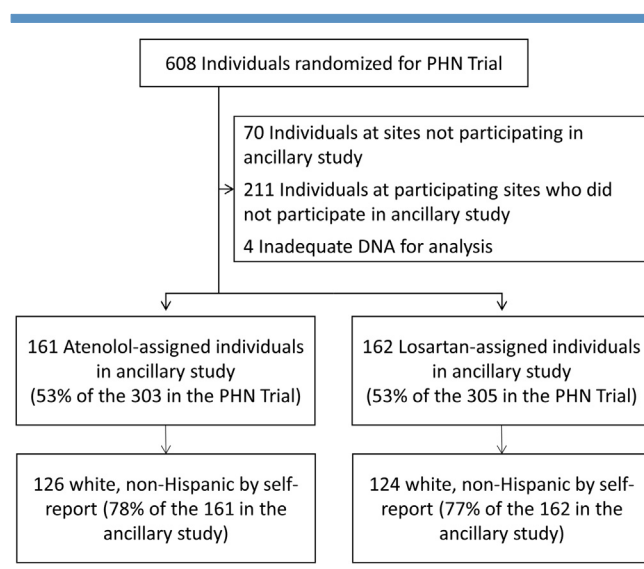 608 Individuals randomized for PHN Trial
70 Individuals at sites not participating in
ancillary study
211 Individuals at participating sites who did
not participate in ancillary study
4 Inadequate DNA for analysis
161 Atenolol-assigned individuals
in ancillary study
(53% of the 303 in the PHN Trial)
162 Losartan-assigned individuals
in ancillary study
(53% of the 305 in the PHN Trial)
126 white, non-Hispanic by self-
report (78% of the 161 in the
ancillary study)
124 white, non-Hispanic by self-
report (77% of the 162 in the
ancillary study)